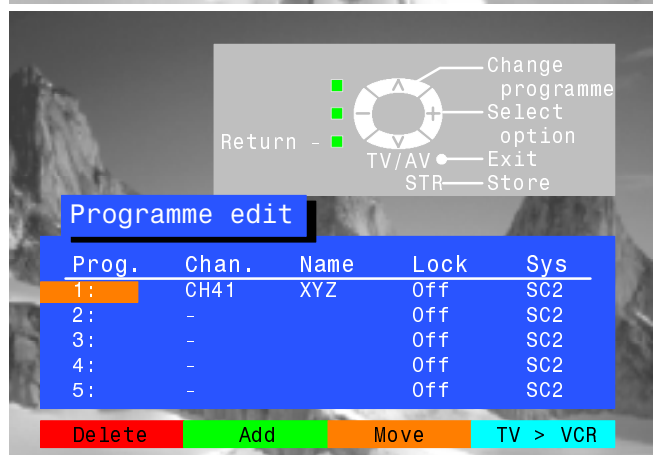 Change
programme
Select
option
Return –
TV/AV
Exit
STR
Store
Programme edit
Prog. Chan. Name Lock Sys
1: CH41 XYZ Off SC2
2: – Off SC2
3: – Off SC2
4: – Off SC2
5: – Off SC2
Delete Add Move TV > VCR